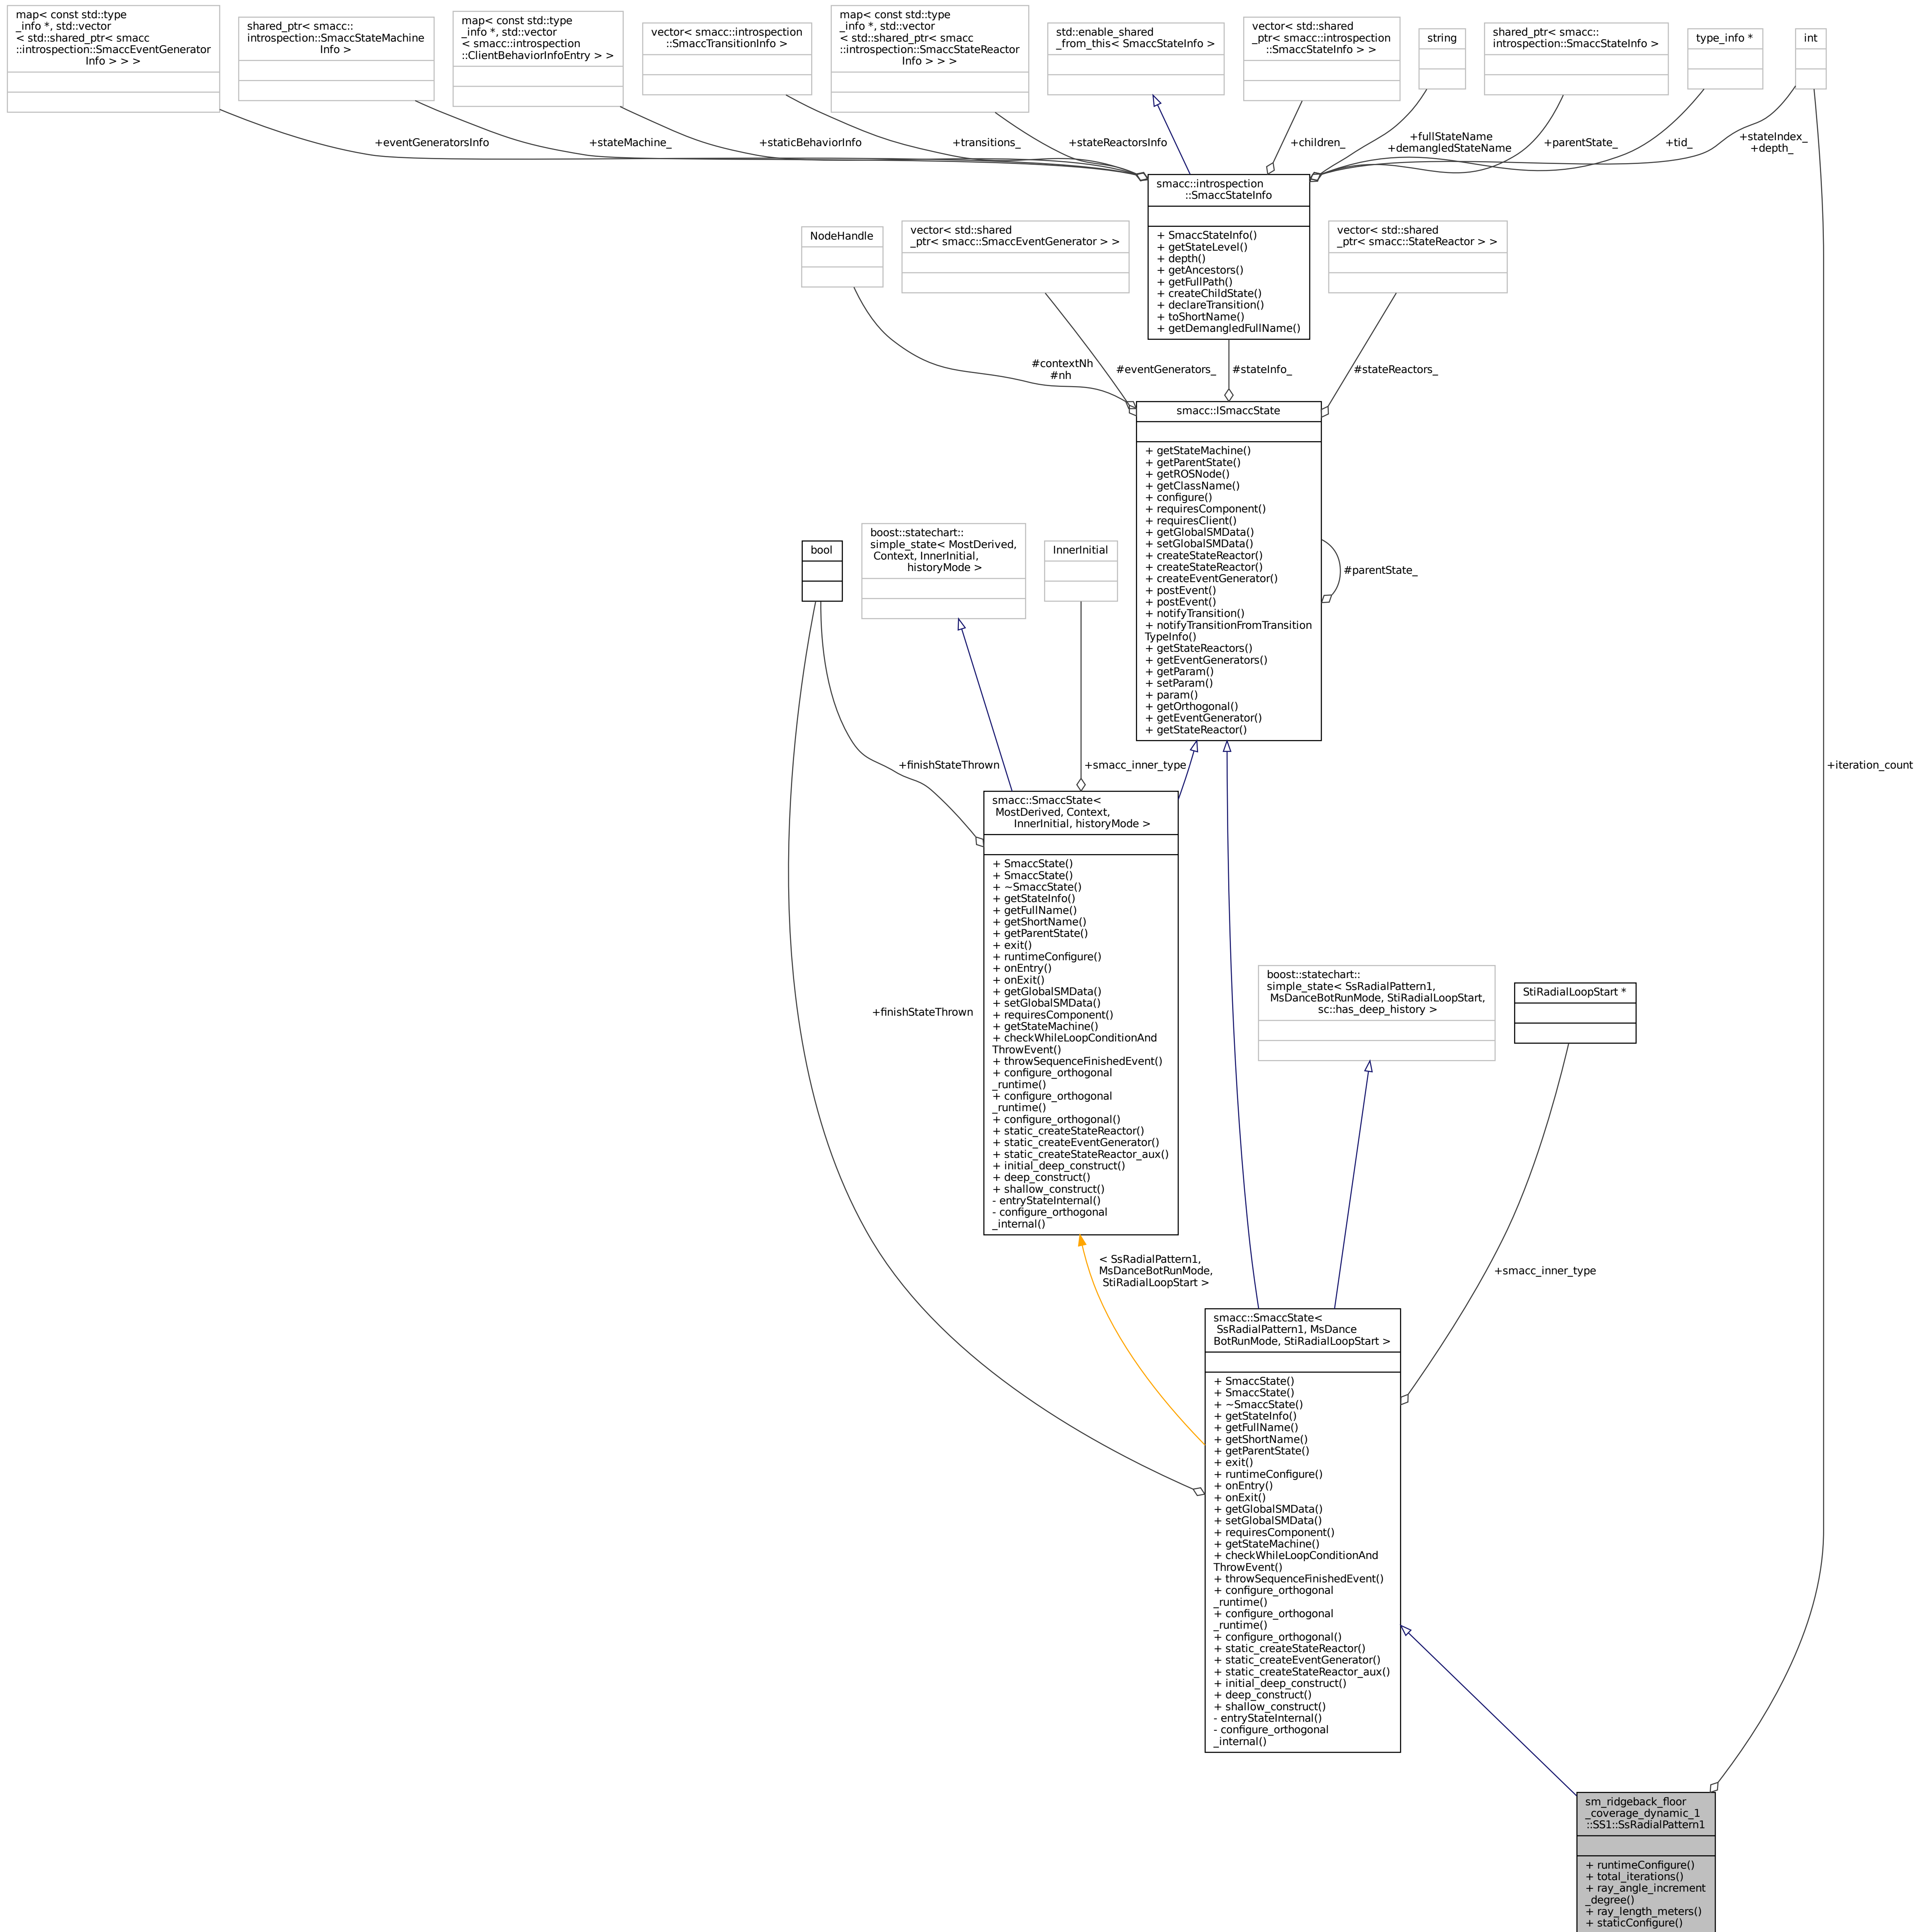 map< const std::type
_info *, std::vector
< std::shared_ptr< smacc
::introspection::SmaccEventGenerator
Info > > >
shared_ptr< smacc::
introspection::SmaccStateMachine
Info >
map< const std::type
_info *, std::vector
< smacc::introspection
::ClientBehaviorInfoEntry > >
vector< smacc::introspection
::SmaccTransitionInfo >
map< const std::type
_info *, std::vector
< std::shared_ptr< smacc
::introspection::SmaccStateReactor
Info > > >
std::enable_shared
_from_this< SmaccStateInfo >
vector< std::shared
_ptr< smacc::introspection
::SmaccStateInfo > >
string
shared_ptr< smacc::
introspection::SmaccStateInfo >
type_info *
int
+eventGeneratorsInfo
+stateMachine_
+staticBehaviorInfo
+transitions_
+stateReactorsInfo
+children_
+fullStateName
+demangledStateName
+parentState_
+tid_
+stateIndex_
+depth_
smacc::introspection
::SmaccStateInfo
+ SmaccStateInfo()
+ getStateLevel()
+ depth()
+ getAncestors()
+ getFullPath()
+ createChildState()
+ declareTransition()
+ toShortName()
+ getDemangledFullName()
NodeHandle
vector< std::shared
_ptr< smacc::SmaccEventGenerator > >
vector< std::shared
_ptr< smacc::StateReactor > >
#contextNh
#nh
#eventGenerators_
#stateInfo_
#stateReactors_
smacc::ISmaccState
+ getStateMachine()
+ getParentState()
+ getROSNode()
+ getClassName()
+ configure()
+ requiresComponent()
+ requiresClient()
+ getGlobalSMData()
+ setGlobalSMData()
+ createStateReactor()
+ createStateReactor()
+ createEventGenerator()
+ postEvent()
+ postEvent()
+ notifyTransition()
+ notifyTransitionFromTransition
TypeInfo()
+ getStateReactors()
+ getEventGenerators()
+ getParam()
+ setParam()
+ param()
+ getOrthogonal()
+ getEventGenerator()
+ getStateReactor()
#parentState_
bool
boost::statechart::
simple_state< MostDerived,
Context, InnerInitial,
historyMode >
InnerInitial
+finishStateThrown
+smacc_inner_type
+iteration_count
smacc::SmaccState<
MostDerived, Context,
InnerInitial, historyMode >
+ SmaccState()
+ SmaccState()
+ ~SmaccState()
+ getStateInfo()
+ getFullName()
+ getShortName()
+ getParentState()
+ exit()
+ runtimeConfigure()
+ onEntry()
+ onExit()
+ getGlobalSMData()
+ setGlobalSMData()
+ requiresComponent()
+ getStateMachine()
+ checkWhileLoopConditionAnd
ThrowEvent()
+ throwSequenceFinishedEvent()
+ configure_orthogonal
_runtime()
+ configure_orthogonal
_runtime()
+ configure_orthogonal()
+ static_createStateReactor()
+ static_createEventGenerator()
+ static_createStateReactor_aux()
+ initial_deep_construct()
+ deep_construct()
+ shallow_construct()
- entryStateInternal()
- configure_orthogonal
_internal()
+finishStateThrown
boost::statechart::
simple_state< SsRadialPattern1,
MsDanceBotRunMode, StiRadialLoopStart,
sc::has_deep_history >
StiRadialLoopStart *
< SsRadialPattern1,
MsDanceBotRunMode,
StiRadialLoopStart >
+smacc_inner_type
smacc::SmaccState<
SsRadialPattern1, MsDance
BotRunMode, StiRadialLoopStart >
+ SmaccState()
+ SmaccState()
+ ~SmaccState()
+ getStateInfo()
+ getFullName()
+ getShortName()
+ getParentState()
+ exit()
+ runtimeConfigure()
+ onEntry()
+ onExit()
+ getGlobalSMData()
+ setGlobalSMData()
+ requiresComponent()
+ getStateMachine()
+ checkWhileLoopConditionAnd
ThrowEvent()
+ throwSequenceFinishedEvent()
+ configure_orthogonal
_runtime()
+ configure_orthogonal
_runtime()
+ configure_orthogonal()
+ static_createStateReactor()
+ static_createEventGenerator()
+ static_createStateReactor_aux()
+ initial_deep_construct()
+ deep_construct()
+ shallow_construct()
- entryStateInternal()
- configure_orthogonal
_internal()
sm_ridgeback_floor
_coverage_dynamic_1
::SS1::SsRadialPattern1
+ runtimeConfigure()
+ total_iterations()
+ ray_angle_increment
_degree()
+ ray_length_meters()
+ staticConfigure()